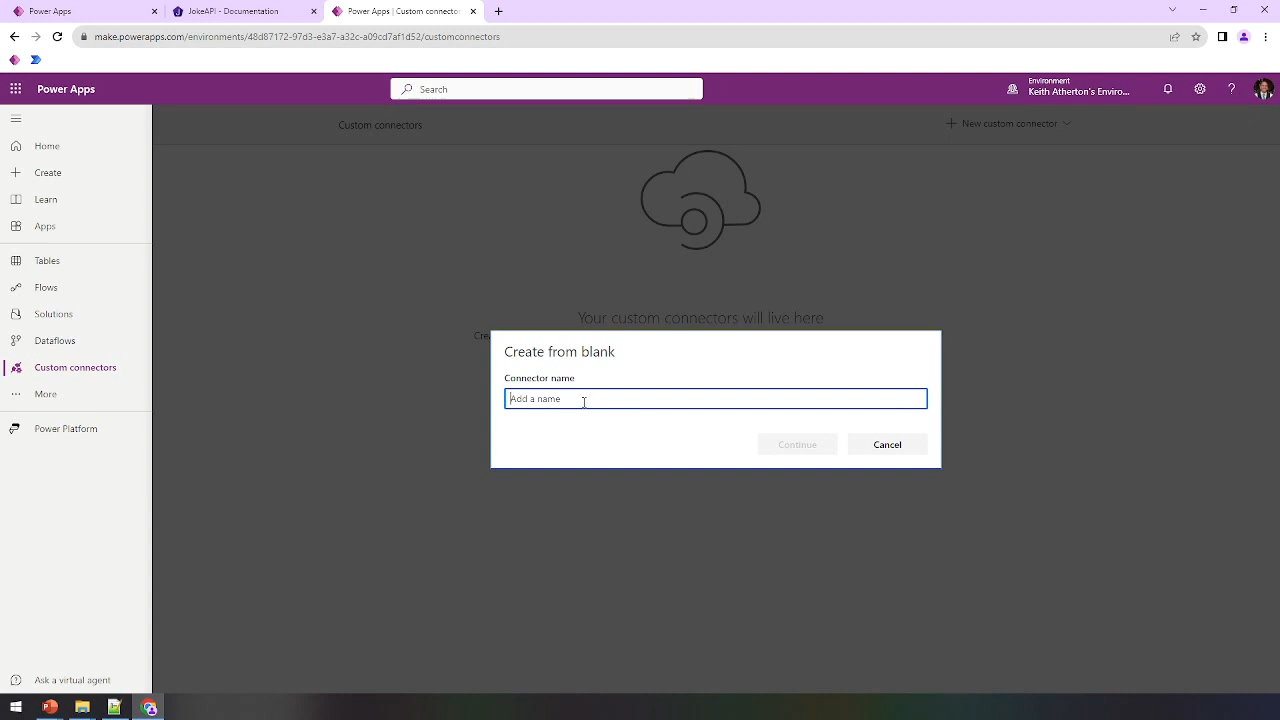 Power Apps
JokeAPI - Documentation
Power Apps | Custom connector
make.powerapps.com/environments/48d87172-97d3-e3a7-a32c-a09cd7af1d52/customconnectors
Power Apps
Search
Environment
Keith Atherton's Enviro...
Custom connectors
New custom connector
Home
Create
Learn
Apps
Tables
Flows
Solutions
Dataflows
Custom connectors
More
Power Platform
Ask a virtual agent
Your custom connectors will live here
Create from blank
Connector name
Add a name
Continue
Cancel